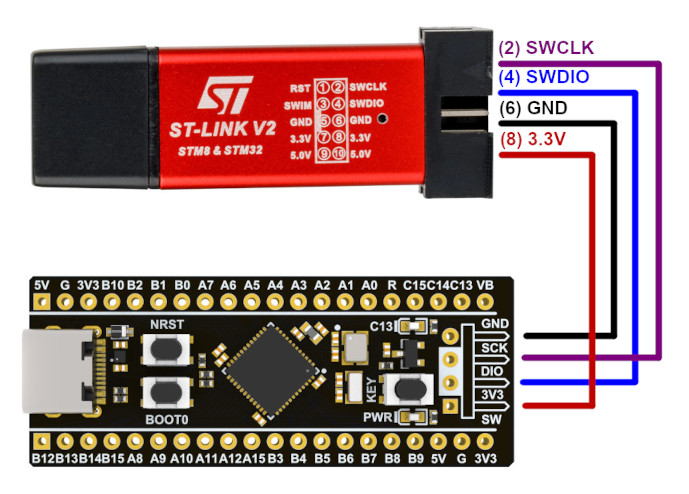 (2) SWCLK
(4) SWDIO
(6) GND
(8) 3.3V
ST
ST-LINK V2
STM8 & STM32
RST 1 2 SWCLK
SWIM 3 4 SWDIO
GND 5 6 GND
3.3V 7 8 3.3V
5.0V 9 10 5.0V
5V G 3V3 B10 B2 B1 B0 A7 A6 A5 A4 A3 A2 A1 A0 R C15 C14 C13 VB
NRST
BOOT0
C13
KEY
PWR
GND
SCK
DIO
3V3
SW
B12 B13 B14 B15 A8 A9 A10 A11 A12 A15 B3 B4 B5 B6 B7 B8 B9 5V G 3V3